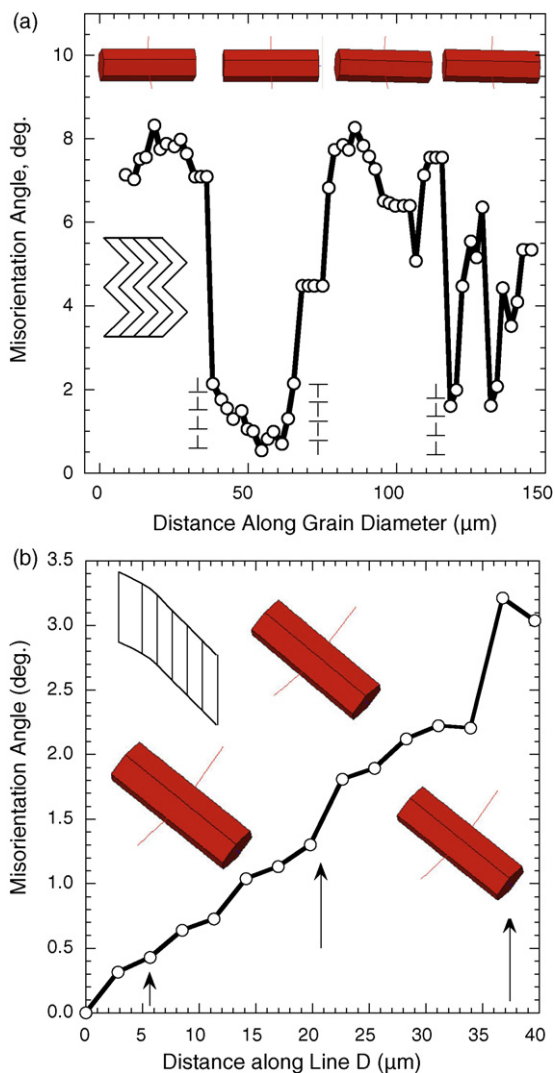 (a)
10
8
6
4
2
0
Misorientation Angle, deg.
0 50 100 150
Distance Along Grain Diameter (μm)
(b)
3.5
3.0
2.5
2.0
1.5
1.0
0.5
0.0
Misorientation Angle (deg.)
0 5 10 15 20 25 30 35 40
Distance along Line D (μm)